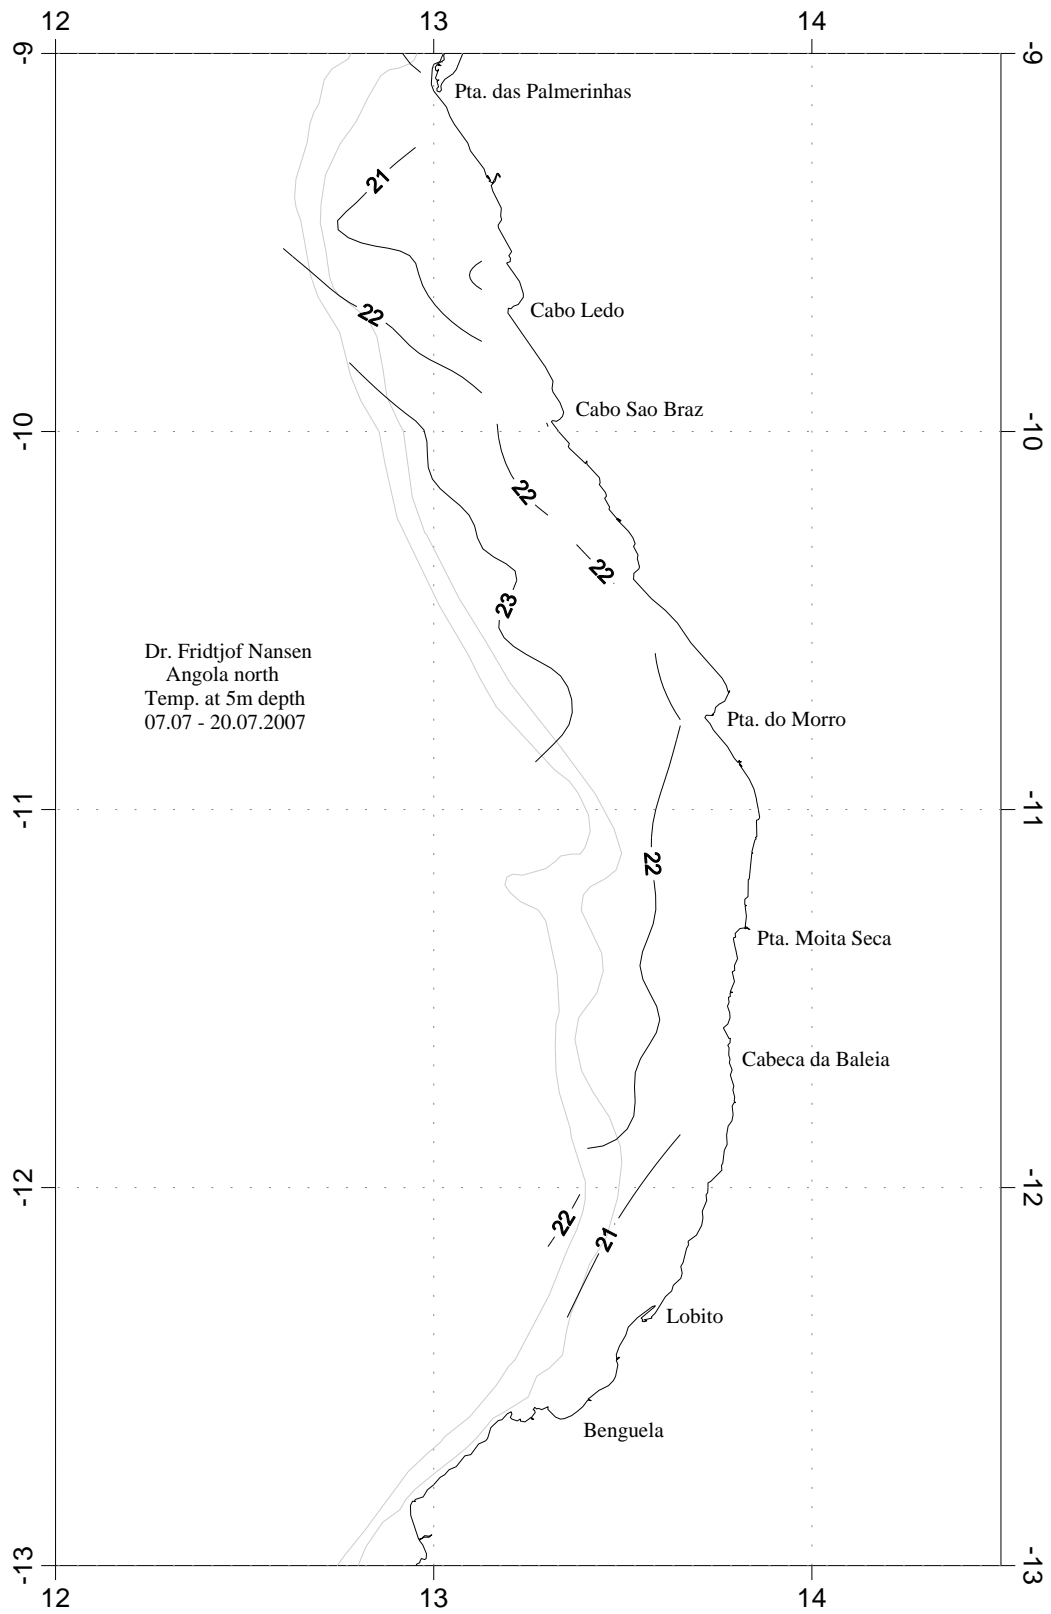 12 13 14
-9 -9
Pta. das Palmerinhas
21
Cabo Ledo
22
Cabo Sao Braz
-10 -10
22
22
23
Dr. Fridtjof Nansen
Angola north
Temp. at 5m depth
07.07 - 20.07.2007
Pta. do Morro
-11 -11
22
Pta. Moita Seca
Cabeca da Baleia
-12 -12
22
21
Lobito
Benguela
-13 -13
12 13 14